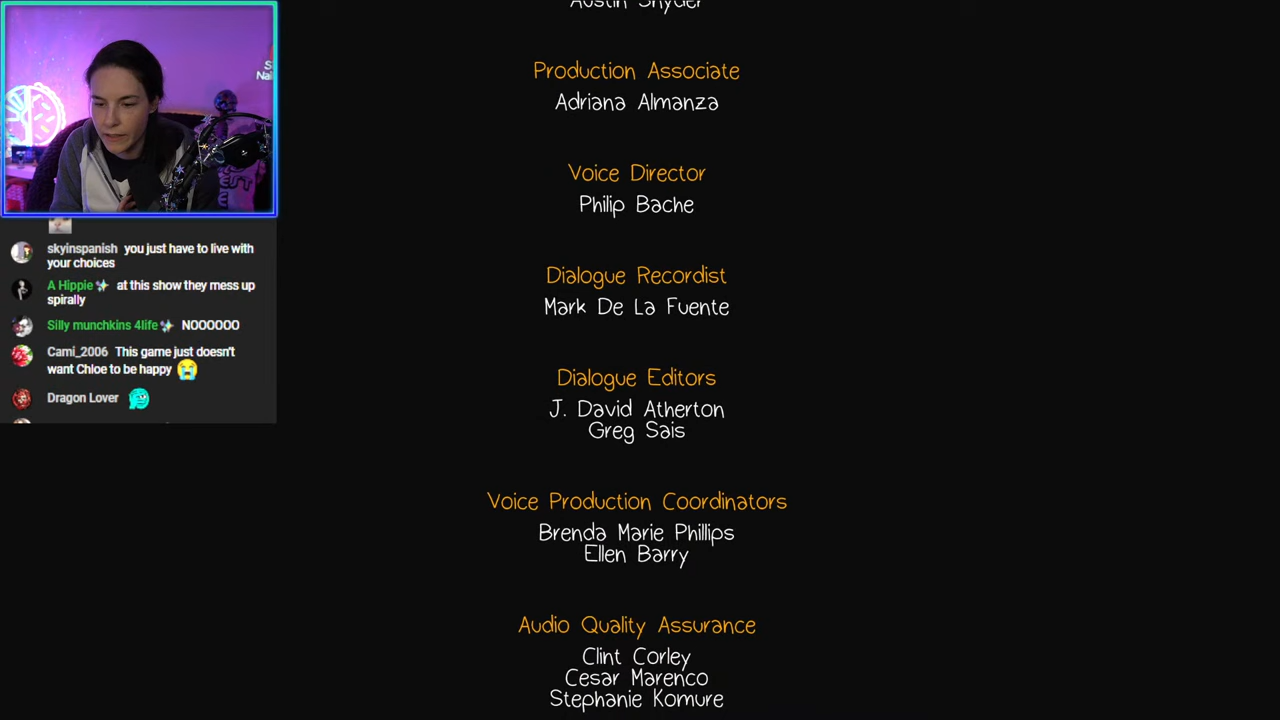 Austin Snyder
Production Associate
Adriana Almanza
Voice Director
Philip Bache
Dialogue Recordist
Mark De La Fuente
Dialogue Editors
J. David Atherton
Greg Sais
Voice Production Coordinators
Brenda Marie Phillips
Ellen Barry
Audio Quality Assurance
Clint Corley
Cesar Marenco
Stephanie Komure
skyinspanish you just have to live with
your choices
A Hippie at this show they mess up
spirally
Silly munchkins 4life NOOOOOO
Cami_2006 This game just doesn't
want Chloe to be happy
Dragon Lover